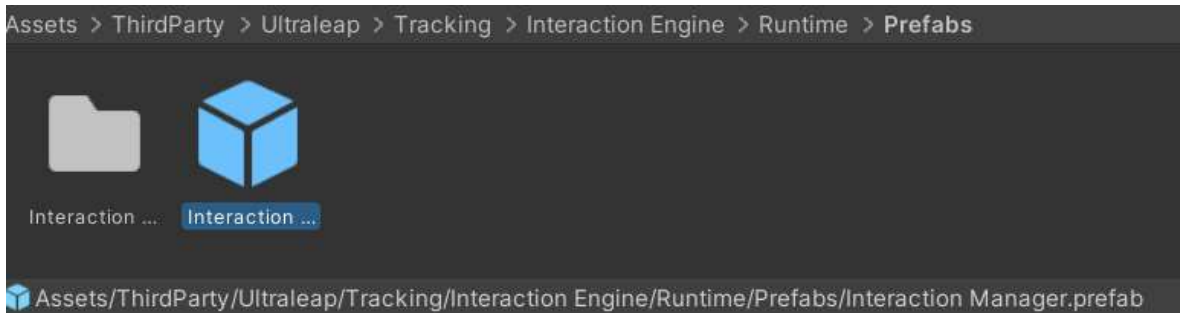 Assets > ThirdParty > Ultraleap > Tracking > Interaction Engine > Runtime > Prefabs
Interaction ... Interaction ...
Assets/ThirdParty/Ultraleap/Tracking/Interaction Engine/Runtime/Prefabs/Interaction Manager.prefab